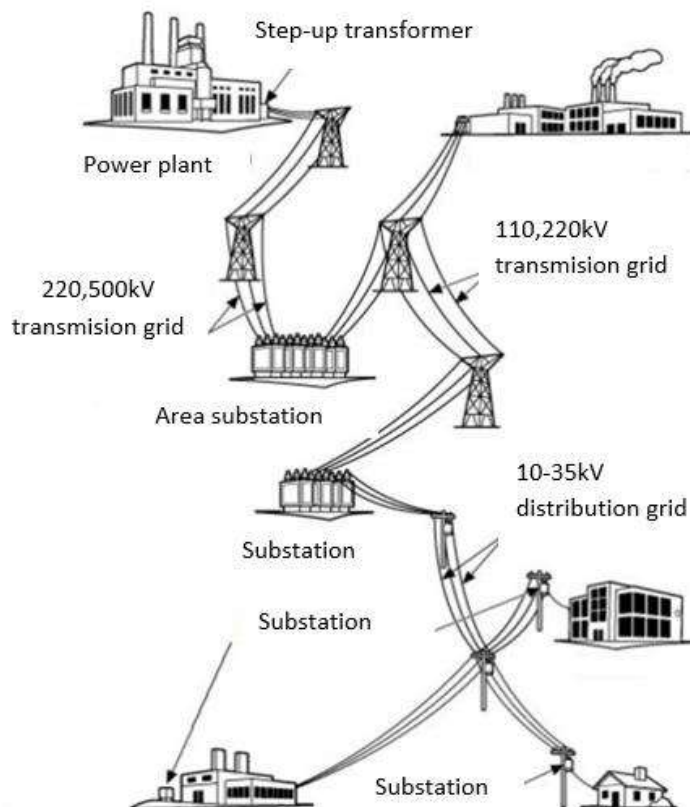 Step-up transformer
Power plant
110,220kV
transmision grid
220,500kV
transmision grid
Area substation
10-35kV
distribution grid
Substation
Substation
Substation